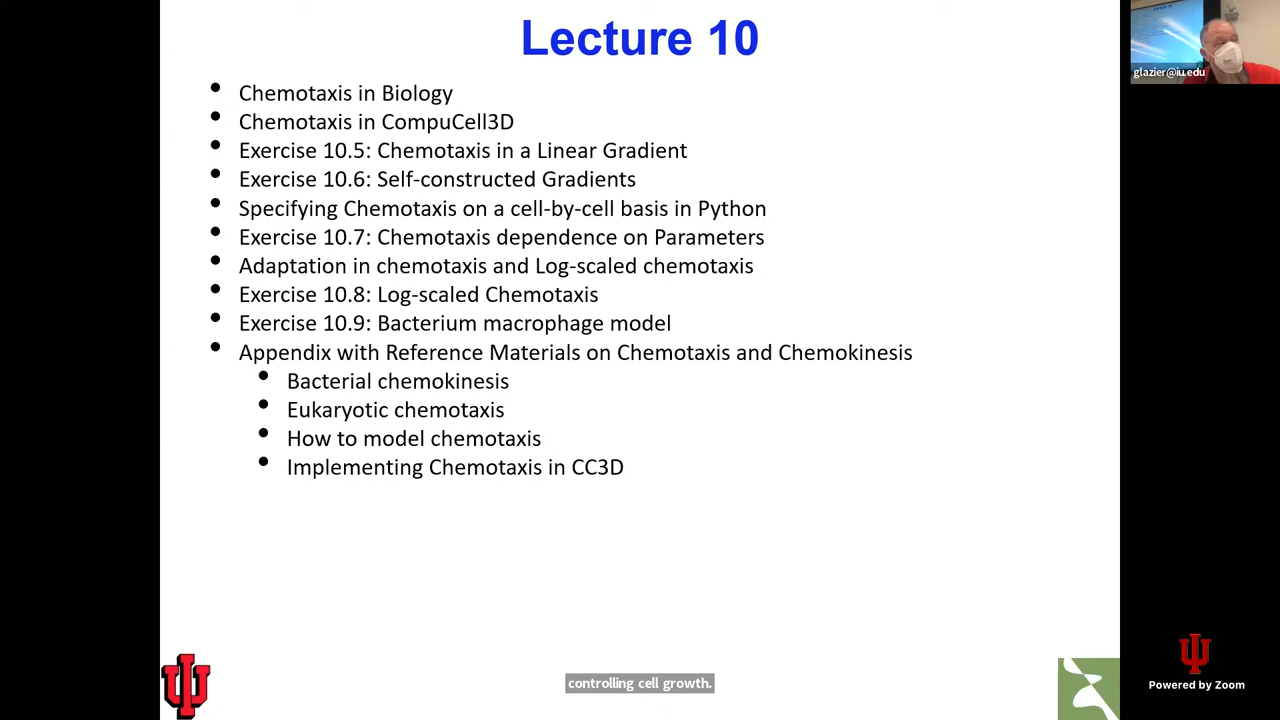 Lecture 10
glazier@iu.edu
Chemotaxis in Biology
Chemotaxis in CompuCell3D
Exercise 10.5: Chemotaxis in a Linear Gradient
Exercise 10.6: Self-constructed Gradients
Specifying Chemotaxis on a cell-by-cell basis in Python
Exercise 10.7: Chemotaxis dependence on Parameters
Adaptation in chemotaxis and Log-scaled chemotaxis
Exercise 10.8: Log-scaled Chemotaxis
Exercise 10.9: Bacterium macrophage model
Appendix with Reference Materials on Chemotaxis and Chemokinesis
Bacterial chemokinesis
Eukaryotic chemotaxis
How to model chemotaxis
Implementing Chemotaxis in CC3D
controlling cell growth.
Powered by Zoom